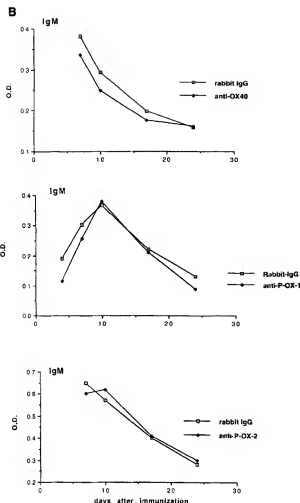 B
IgM
0.4
0.3
0.2
0.1
O.D.
0
10
20
30
rabbit IgG
anti-OX40
IgM
0.4
0.3
0.2
0.1
0.0
O.D.
0
10
20
30
Rabbit-IgG
anti-P-OX-1
IgM
0.7
0.6
0.5
0.4
0.3
0.2
O.D.
0
10
20
30
rabbit IgG
anti-P-OX-2
days after immunization